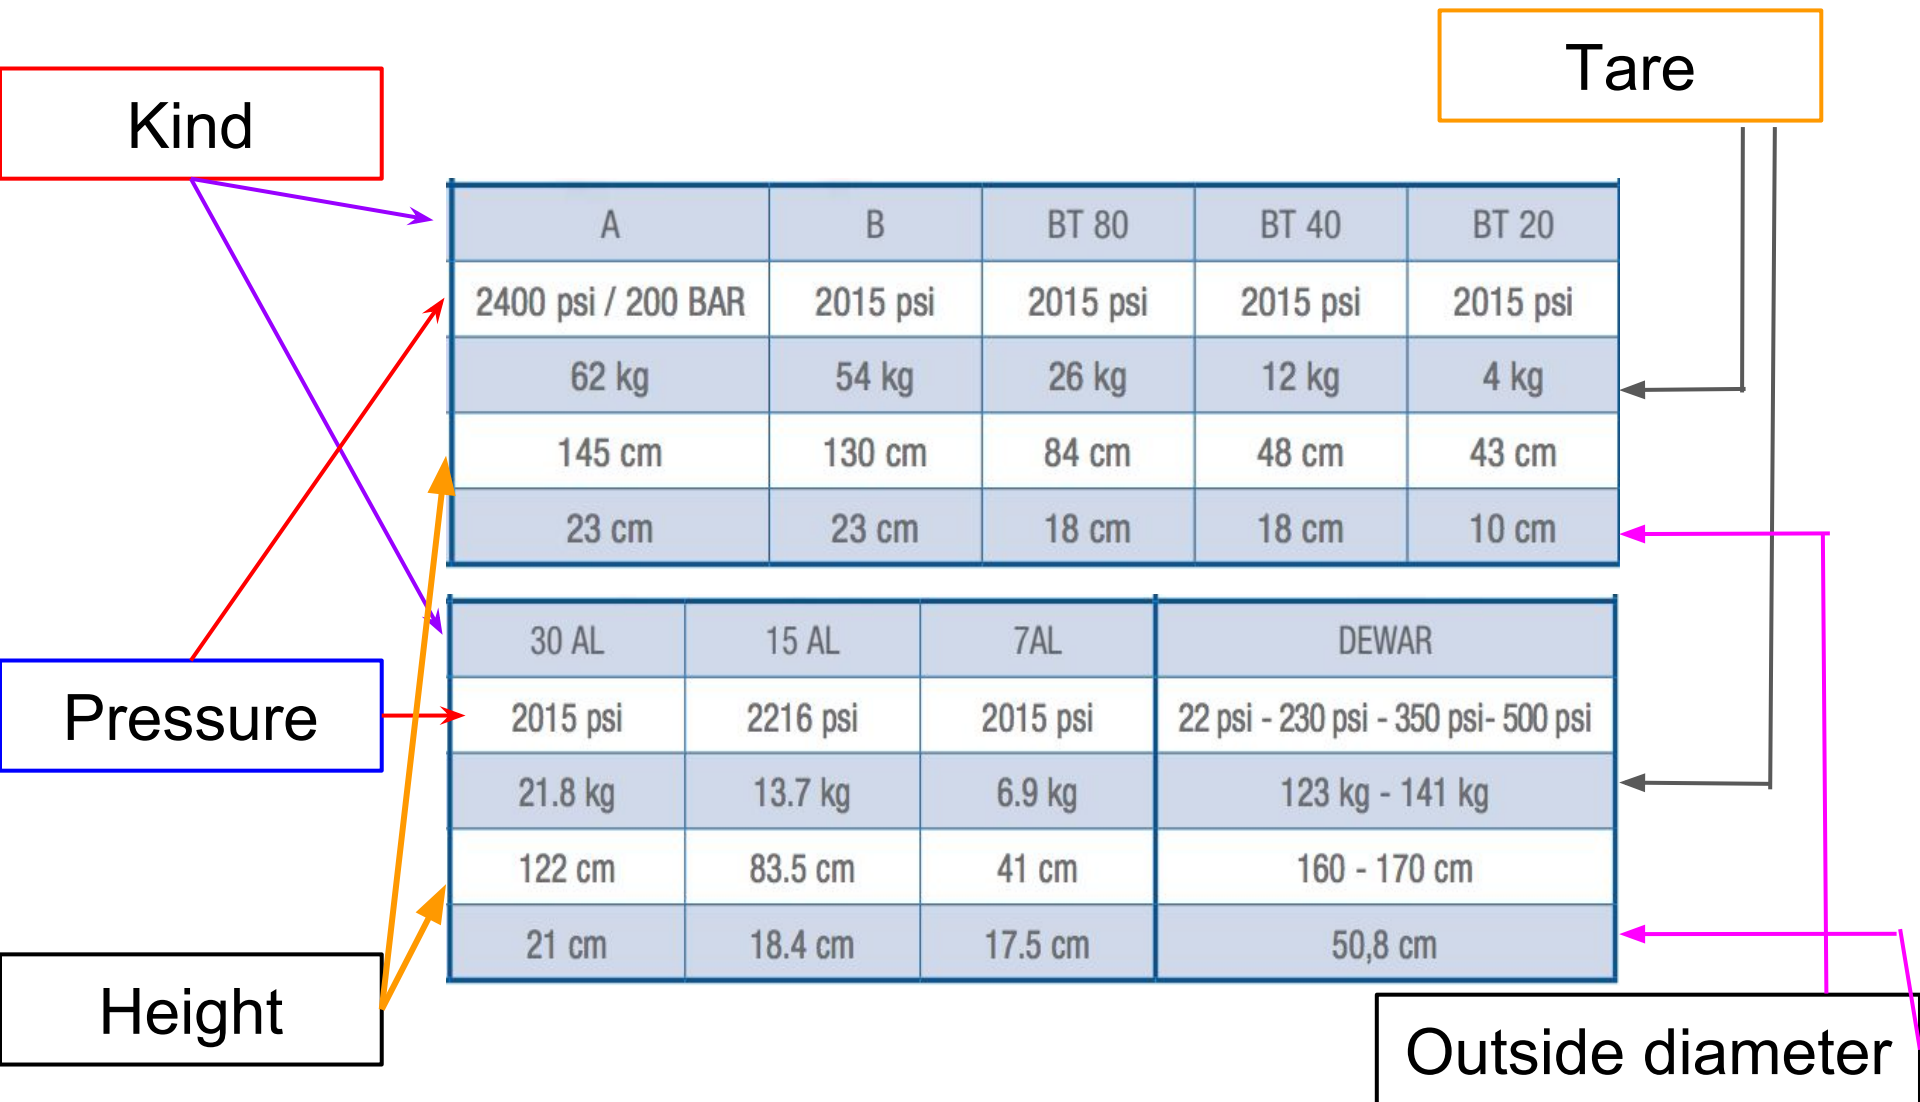 Tare
Kind
A B BT 80 BT 40 BT 20
2400 psi / 200 BAR 2015 psi 2015 psi 2015 psi 2015 psi
62 kg 54 kg 26 kg 12 kg 4 kg
145 cm 130 cm 84 cm 48 cm 43 cm
23 cm 23 cm 18 cm 18 cm 10 cm
30 AL 15 AL 7AL DEWAR
Pressure
2015 psi 2216 psi 2015 psi 22 psi - 230 psi - 350 psi- 500 psi
21.8 kg 13.7 kg 6.9 kg 123 kg - 141 kg
122 cm 83.5 cm 41 cm 160 - 170 cm
21 cm 18.4 cm 17.5 cm 50,8 cm
Height
Outside diameter